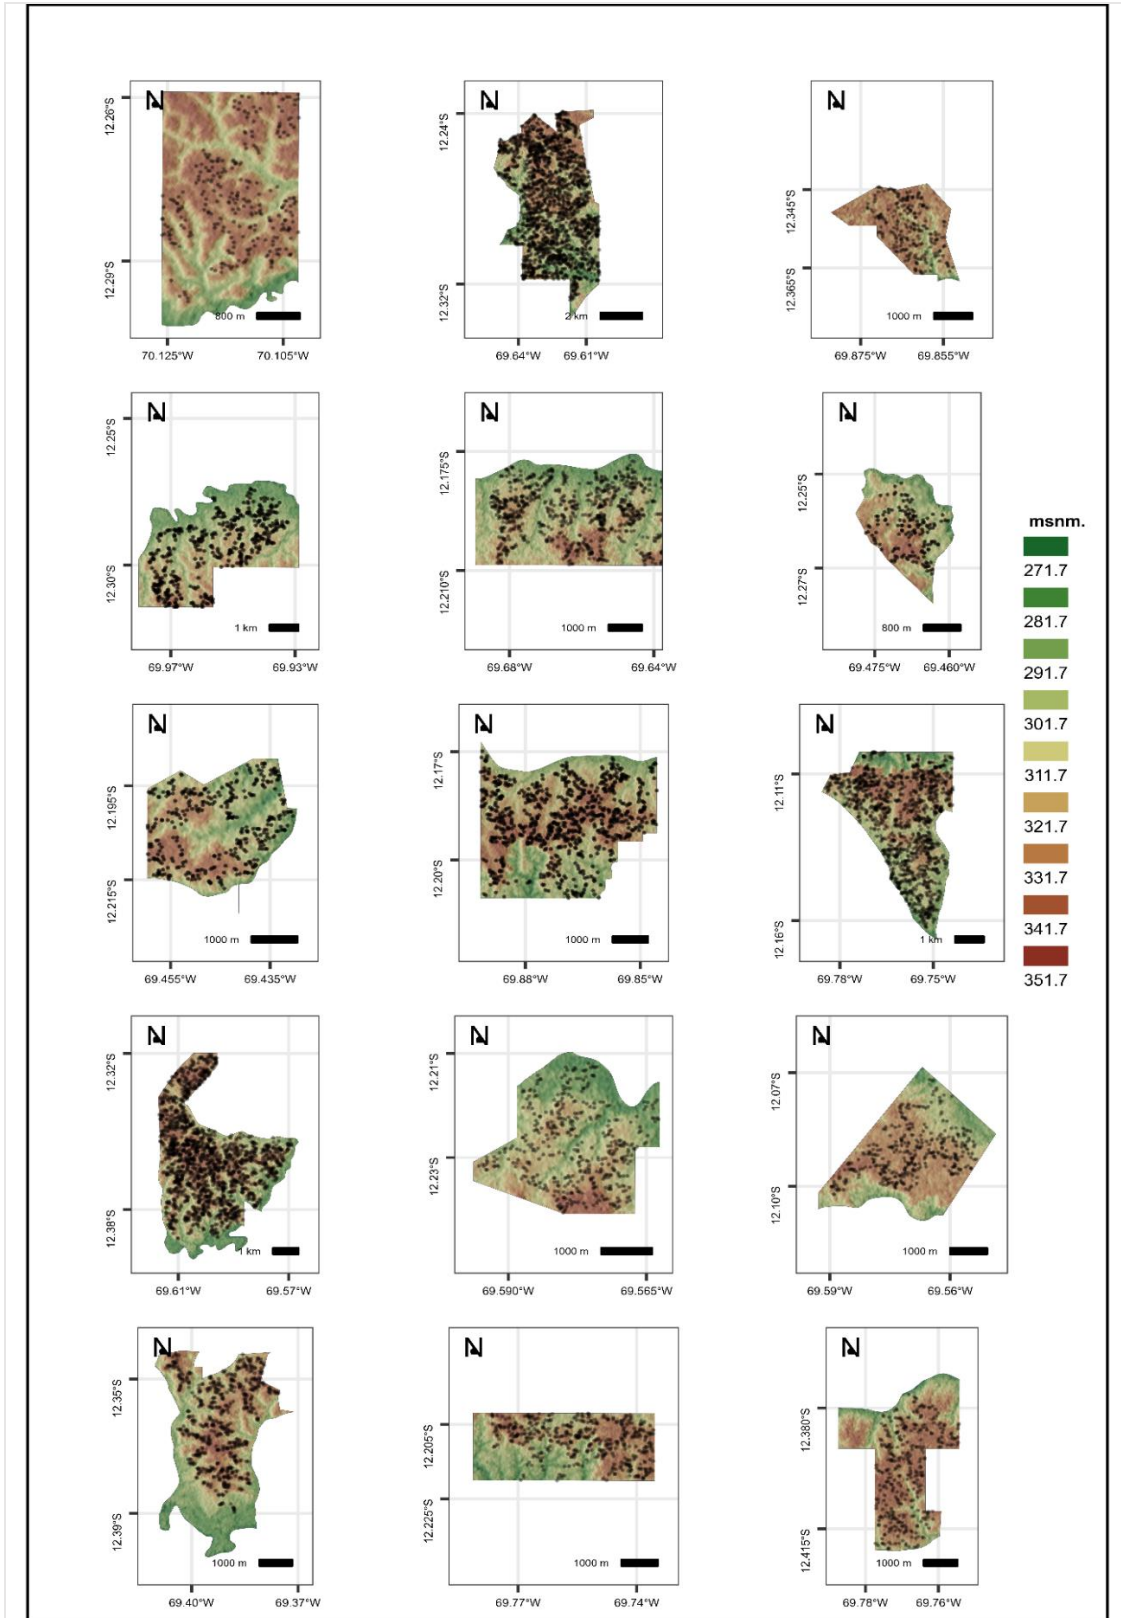 N
12.26°S
12.29°S
800 m
70.125°W 70.105°W
N
12.24°S
12.32°S
2 km
69.64°W 69.61°W
N
12.345°S
12.365°S
1000 m
69.875°W 69.855°W
N
12.25°S
12.30°S
1 km
69.97°W 69.93°W
N
12.175°S
12.210°S
1000 m
69.68°W 69.64°W
N
12.25°S
12.27°S
800 m
69.475°W 69.460°W
msnm.
271.7
281.7
291.7
301.7
311.7
321.7
331.7
341.7
351.7
N
12.195°S
12.215°S
1000 m
69.455°W 69.435°W
N
12.17°S
12.20°S
1000 m
69.88°W 69.85°W
N
12.11°S
12.16°S
1 km
69.78°W 69.75°W
N
12.32°S
12.38°S
1 km
69.61°W 69.57°W
N
12.21°S
12.23°S
1000 m
69.590°W 69.565°W
N
12.07°S
12.10°S
1000 m
69.59°W 69.56°W
N
12.35°S
12.39°S
1000 m
69.40°W 69.37°W
N
12.205°S
12.225°S
1000 m
69.77°W 69.74°W
N
12.380°S
12.415°S
1000 m
69.78°W 69.76°W